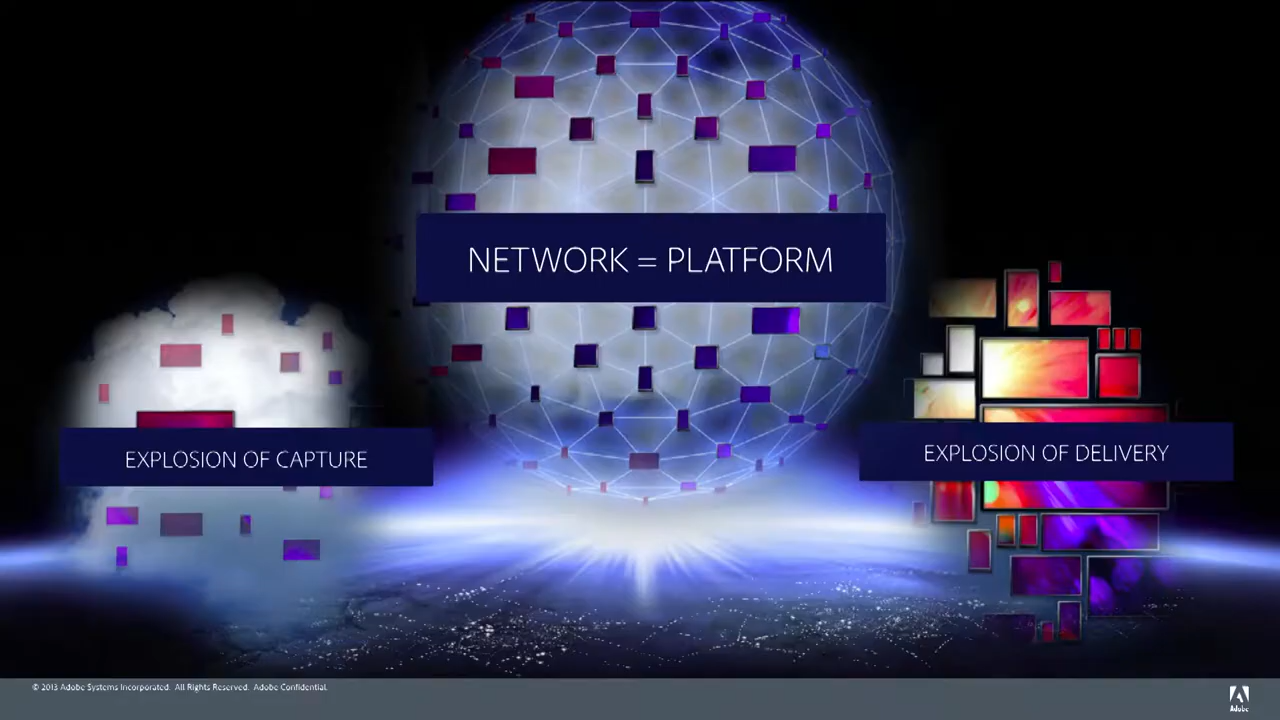 NETWORK = PLATFORM
EXPLOSION OF CAPTURE
EXPLOSION OF DELIVERY
© 2013 Adobe Systems Incorporated. All Rights Reserved. Adobe Confidential.
Adobe